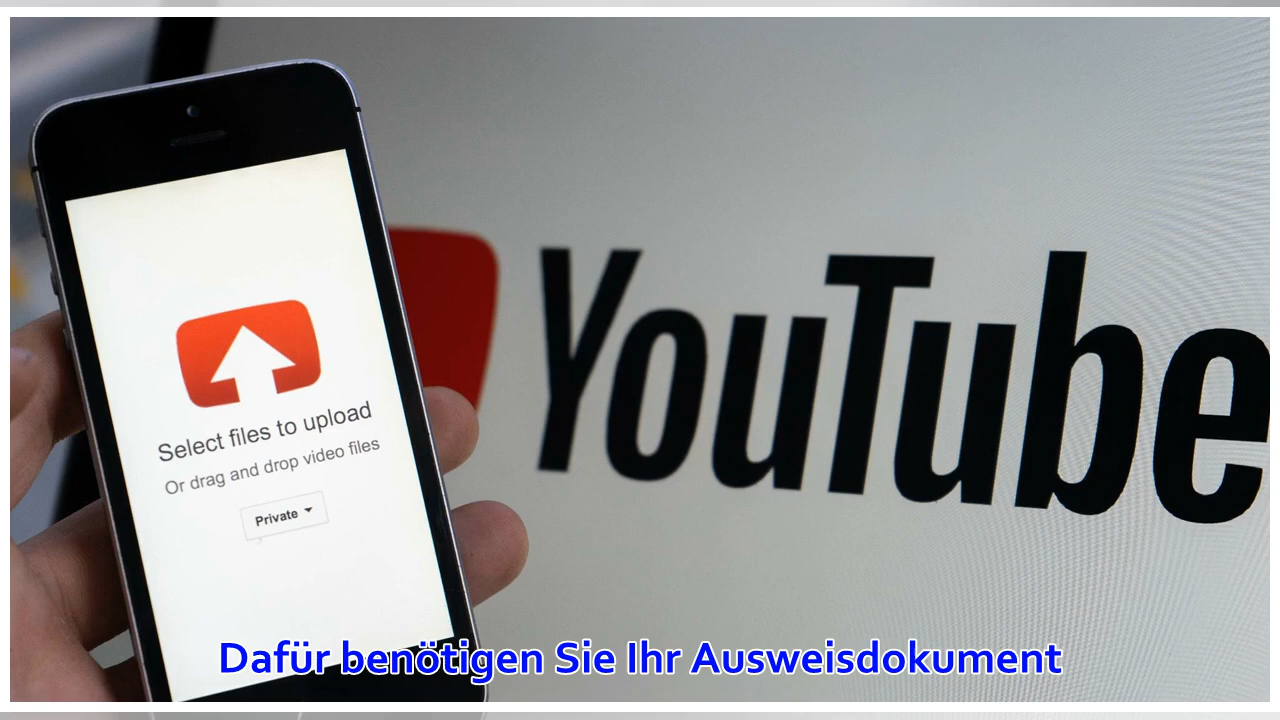 YouTube
Select files to upload
Or drag and drop video files
Private
Dafür benötigen Sie Ihr Ausweisdokument